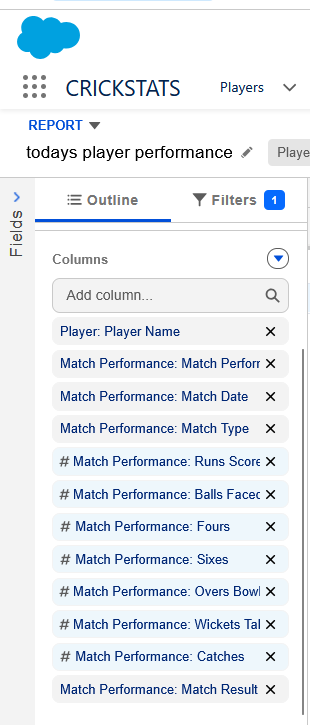 CRICKSTATS
Players
REPORT
todays player performance
Playe
Fields
Outline
Filters
1
Columns
Add column...
Player: Player Name
Match Performance: Match Perforr
Match Performance: Match Date
Match Performance: Match Type
# Match Performance: Runs Score
# Match Performance: Balls Faced
# Match Performance: Fours
# Match Performance: Sixes
# Match Performance: Overs Bowl
# Match Performance: Wickets Tal
# Match Performance: Catches
Match Performance: Match Result